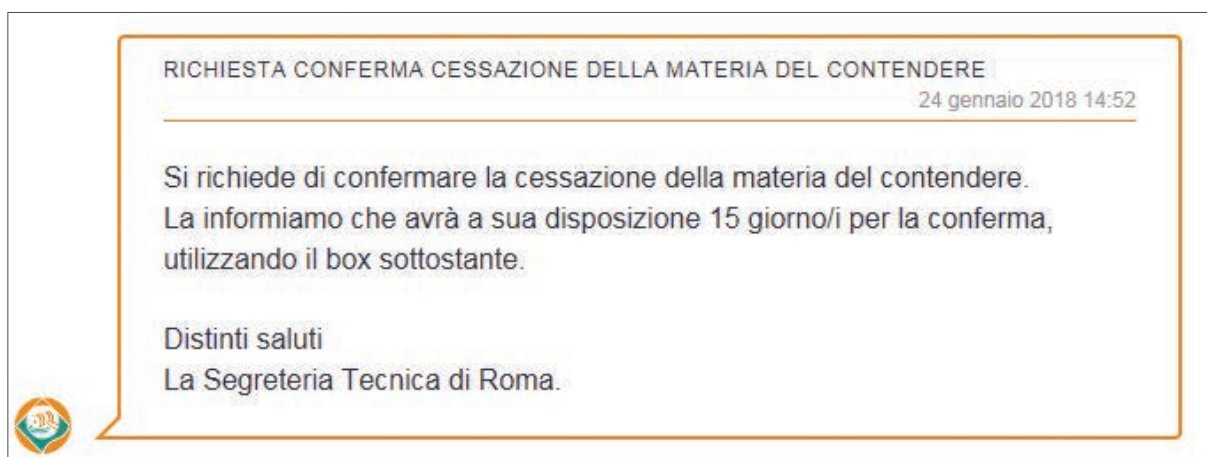 RICHIESTA CONFERMA CESSAZIONE DELLA MATERIA DEL CONTENDERE
24 gennaio 2018 14:52
Si richiede di confermare la cessazione della materia del contendere.
La informiamo che avrà a sua disposizione 15 giorno/i per la conferma,
utilizzando il box sottostante.
Distinti saluti
La Segreteria Tecnica di Roma.